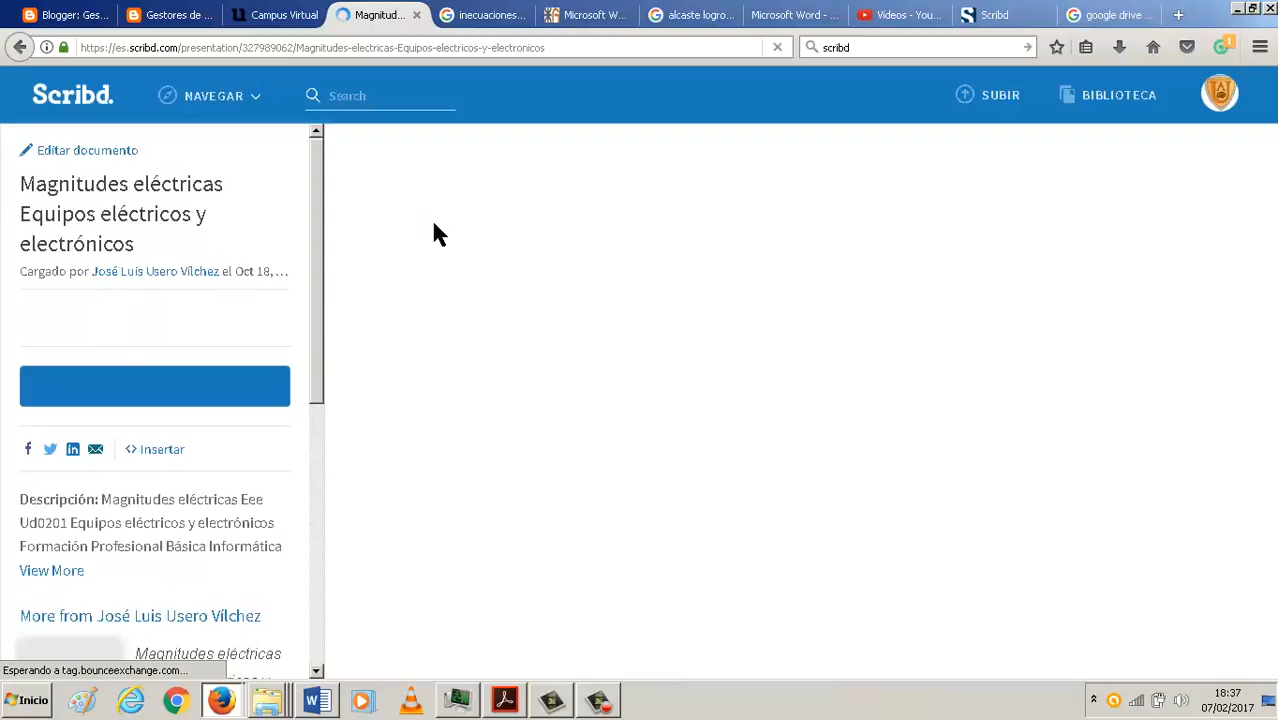 Blogger: Ges...
Gestores de ...
Campus Virtual
Magnitud...
inecuaciones...
Microsoft W...
alcaste logro...
Microsoft Word - ...
Vídeos - You...
Scribd
google drive ...
https://es.scribd.com/presentation/327989062/Magnitudes-electricas-Equipos-electricos-y-electronicos
scribd
1
Scribd.
NAVEGAR
Search
SUBIR
BIBLIOTECA
Editar documento
Magnitudes eléctricas
Equipos eléctricos y
electrónicos
Cargado por José Luis Usero Vílchez el Oct 18, ...
Insertar
Descripción: Magnitudes eléctricas Eee
Ud0201 Equipos eléctricos y electrónicos
Formación Profesional Básica Informática
View More
More from José Luis Usero Vílchez
Magnitudes eléctricas
Esperando a tag.bounceexchange.com...
Inicio
18:37
07/02/2017